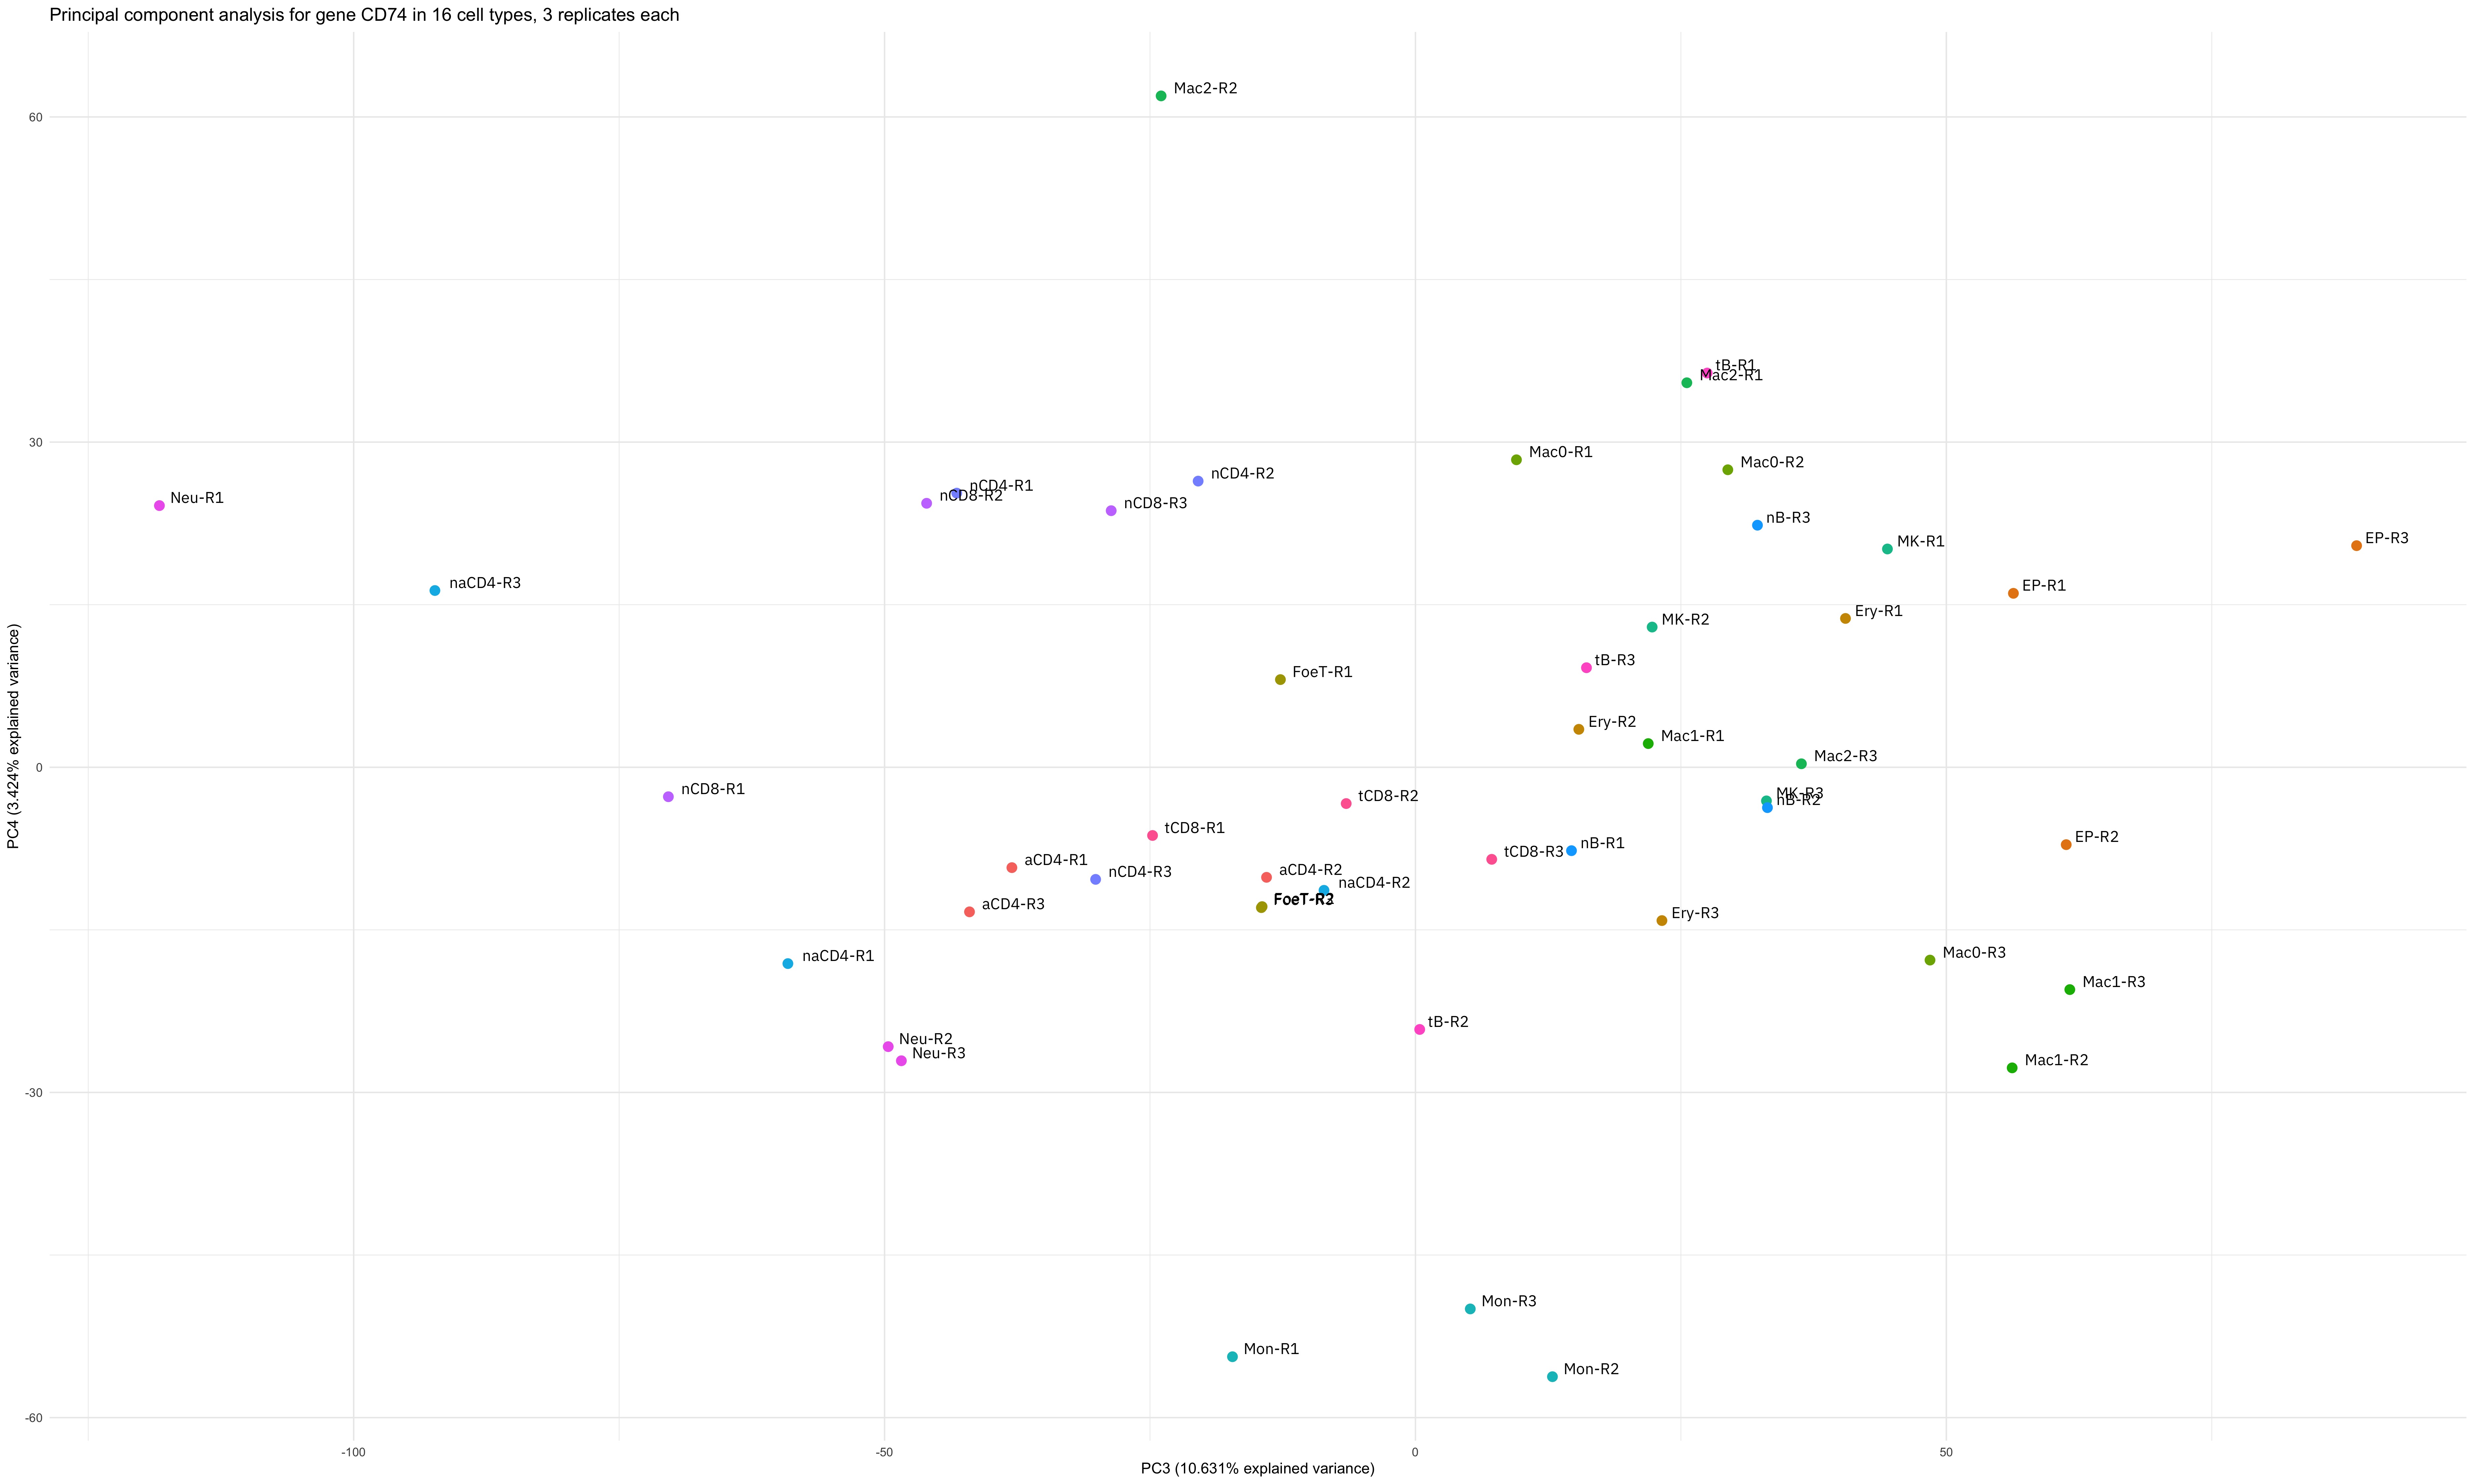 Principal component analysis for gene CD74 in 16 cell types, 3 replicates each
Mac2-R2
60
tB-R1
Mac2-R1
30
Mac0-R1
Mac0-R2
nCD4-R2
nCD4-R1
nCD8-R2
Neu-R1
nCD8-R3
nB-R3
MK-R1
EP-R3
naCD4-R3
EP-R1
Ery-R1
MK-R2
tB-R3
FoeT-R1
Ery-R2
Mac1-R1
Mac2-R3
0
nCD8-R1
tCD8-R2
MK-R3
nB-R2
tCD8-R1
EP-R2
tCD8-R3
nB-R1
aCD4-R1
nCD4-R3
aCD4-R2
naCD4-R2
aCD4-R3
Ery-R3
naCD4-R1
Mac0-R3
Mac1-R3
tB-R2
Neu-R2
Neu-R3
Mac1-R2
-30
Mon-R3
Mon-R1
Mon-R2
-60
-100
-50
0
50
PC3 (10.631% explained variance)
PC4 (3.424% explained variance)